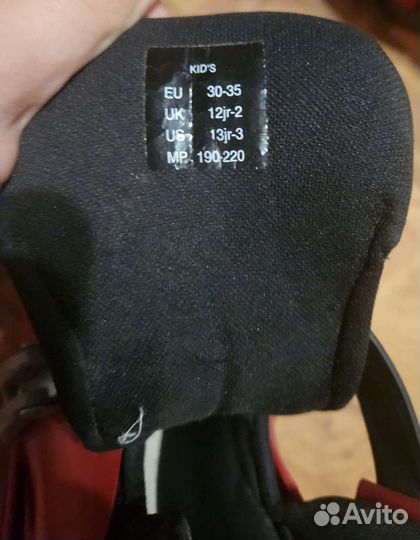 KID'S
EU 30-35
UK 12jr-2
US 13jr-3
MP 190-220
Avito